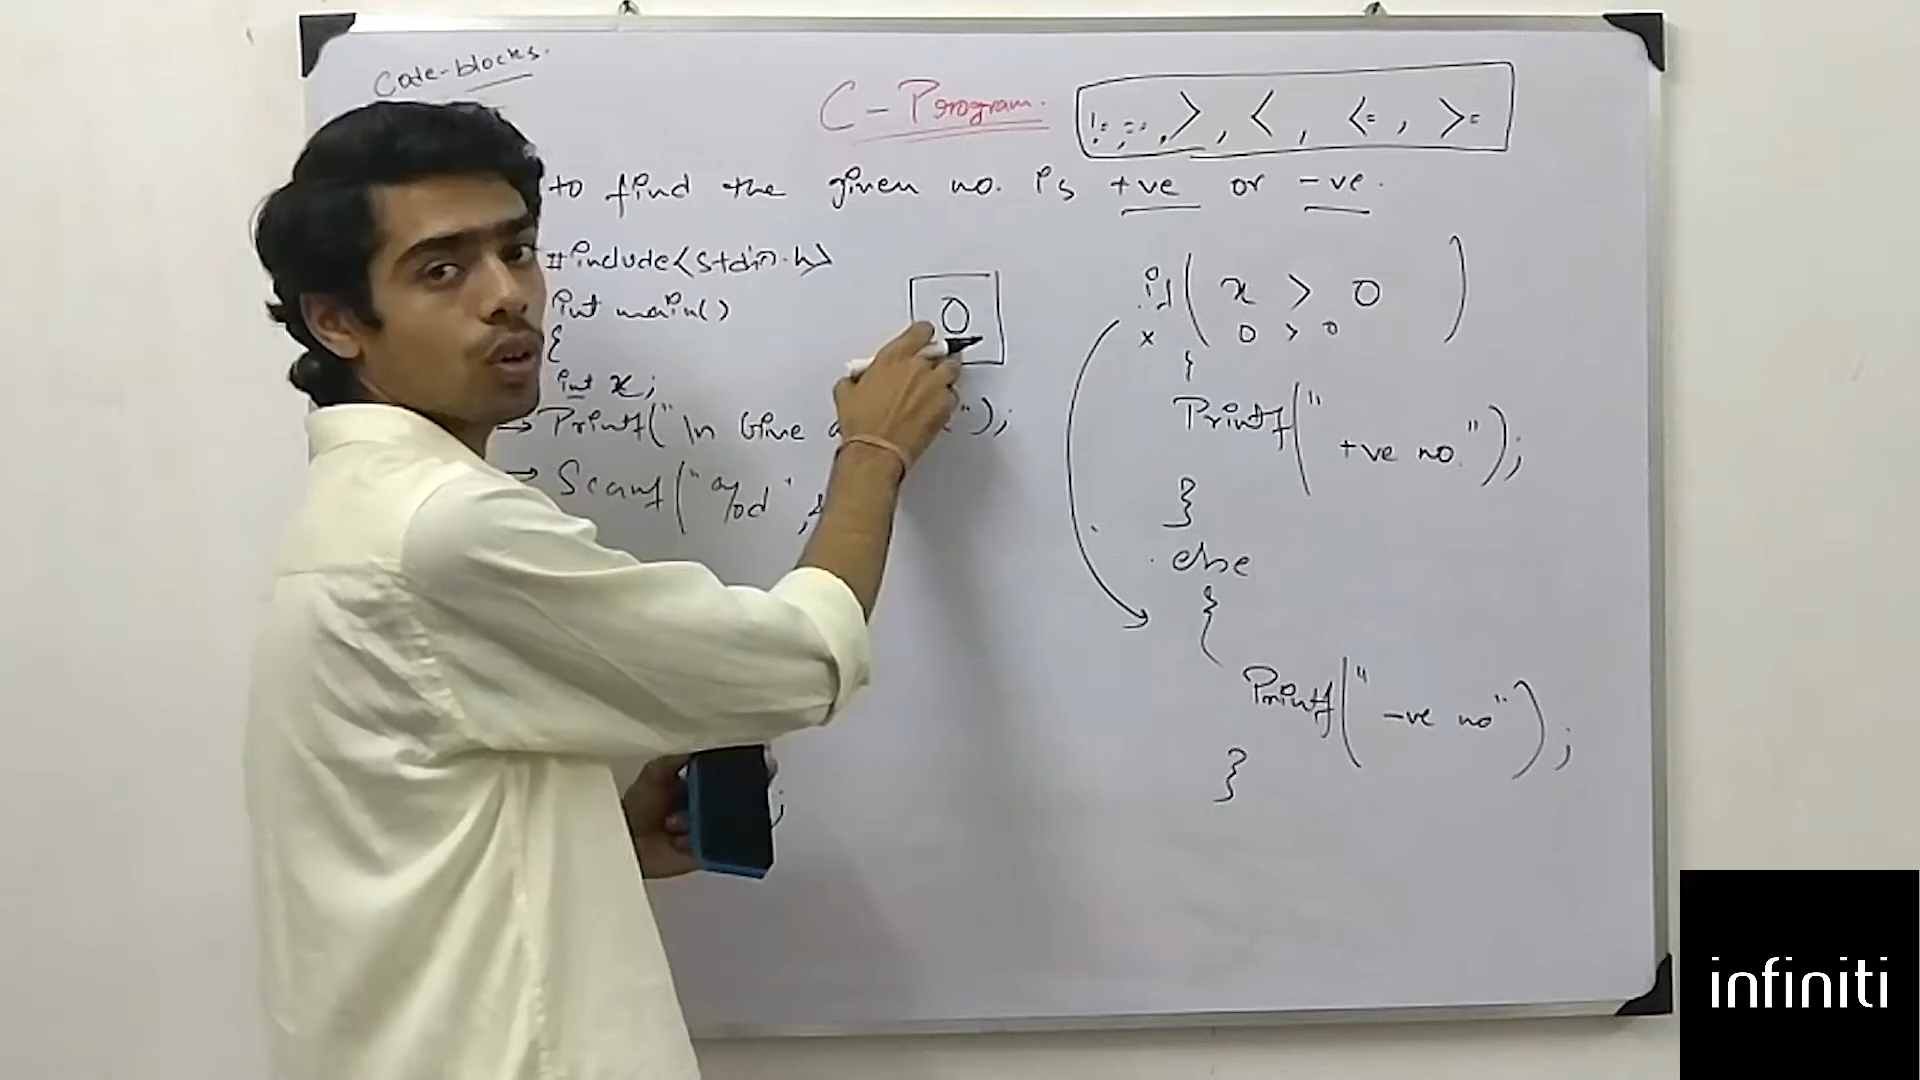 Code-blocks.
C - Program.
!= , == , > , < , <= , >=
to find the given no. is +ve or -ve.
#include<stdio.h>
int main()
{
int x;
→ Printf("\n Give a ");
→ Scanf("%d", &
;
0
if( x > 0 )
x 0 > 0
{
Printf(" +ve no.");
}
else
{
Printf(" -ve no");
}
infiniti